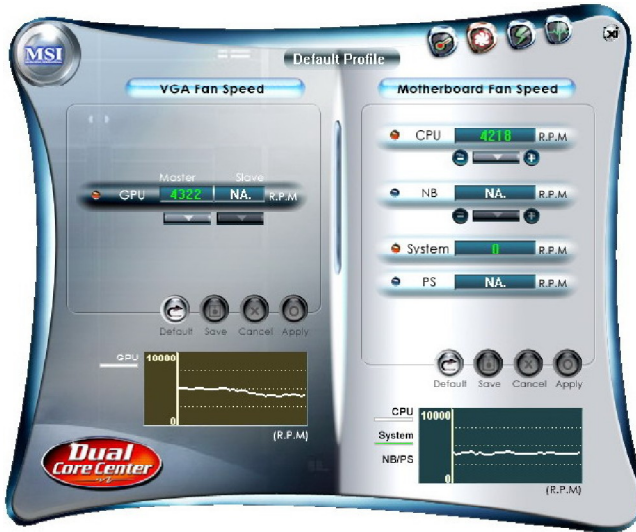 MSI
Default Profile
VGA Fan Speed
Master Slave
GPU 4322 NA. R.P.M
Default Save Cancel Apply
GPU
10000
0
(R.P.M)
Dual
Core Center
Motherboard Fan Speed
CPU 4218 R.P.M
NB NA. R.P.M
System 0 R.P.M
PS NA. R.P.M
Default Save Cancel Apply
CPU
System
NB/PS
10000
0
(R.P.M)